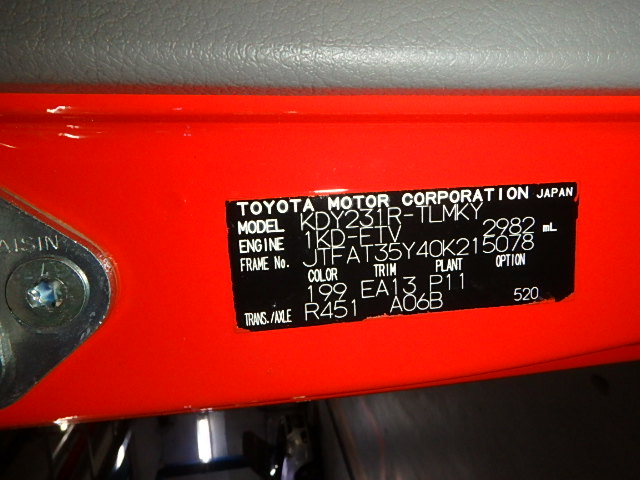 AISIN
TOYOTA MOTOR CORPORATION JAPAN
MODEL KDY231R-TLMKY
ENGINE 1KD-FTV 2982 mL
FRAME No. JTFAT35Y40K215078
COLOR TRIM PLANT OPTION
199 EA13 P11
TRANS./AXLE R451 A06B 520